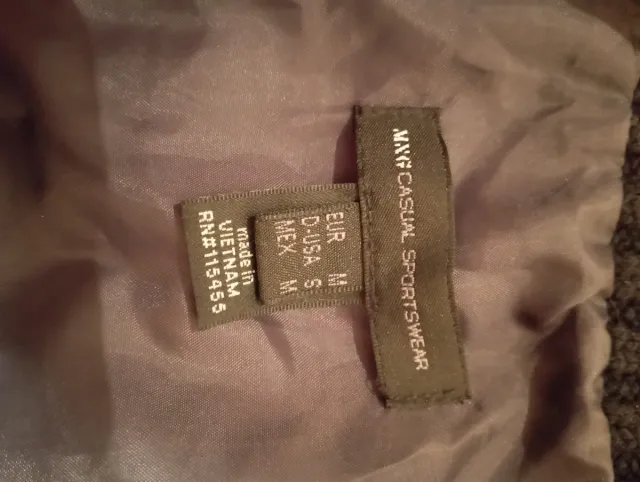 MNG CASUAL SPORTSWEAR
EUR M
D-USA S
MEX M
made in
VIETNAM
RN#115455